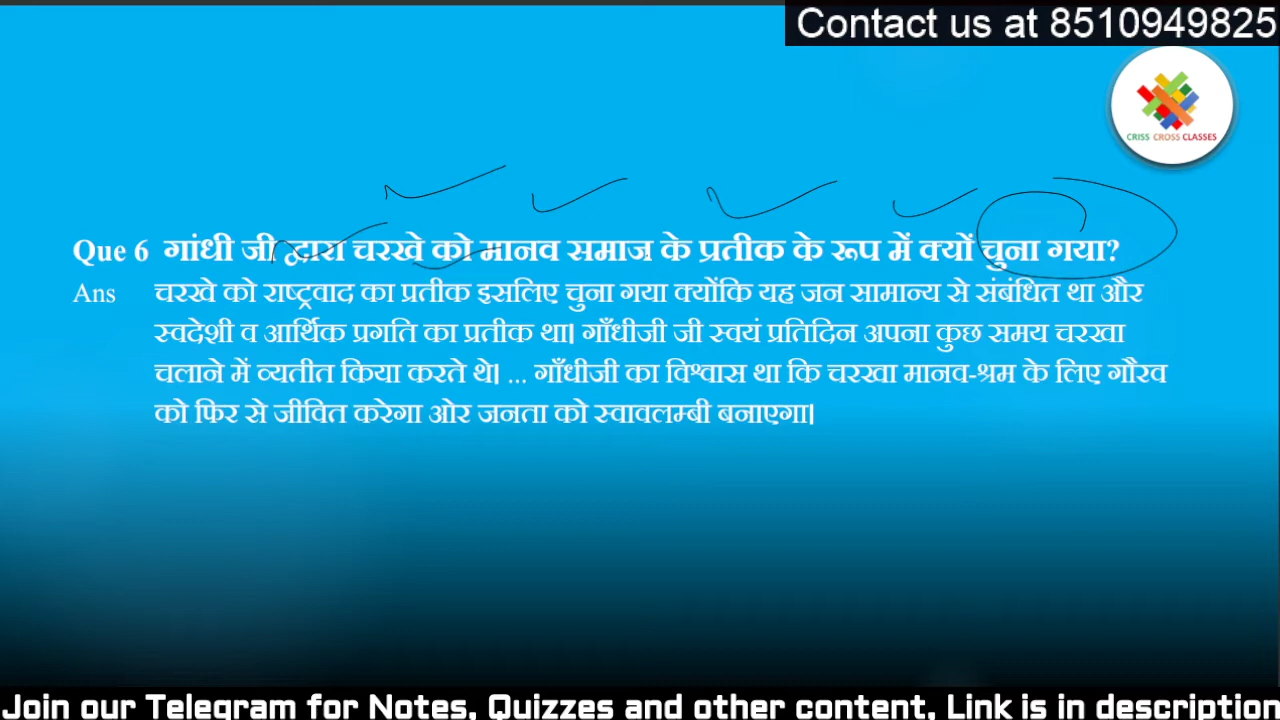 Contact us at 8510949825
CRISS CROSS CLASSES
Que 6 गांधी जी द्वारा चरखे को मानव समाज के प्रतीक के रूप में क्यों चुना गया?
Ans चरखे को राष्ट्रवाद का प्रतीक इसलिए चुना गया क्योंकि यह जन सामान्य से संबंधित था और
स्वदेशी व आर्थिक प्रगति का प्रतीक था। गाँधीजी जी स्वयं प्रतिदिन अपना कुछ समय चरखा
चलाने में व्यतीत किया करते थे। ... गाँधीजी का विश्वास था कि चरखा मानव-श्रम के लिए गौरव
को फिर से जीवित करेगा ओर जनता को स्वावलम्बी बनाएगा।
Join our Telegram for Notes, Quizzes and other content, Link is in description